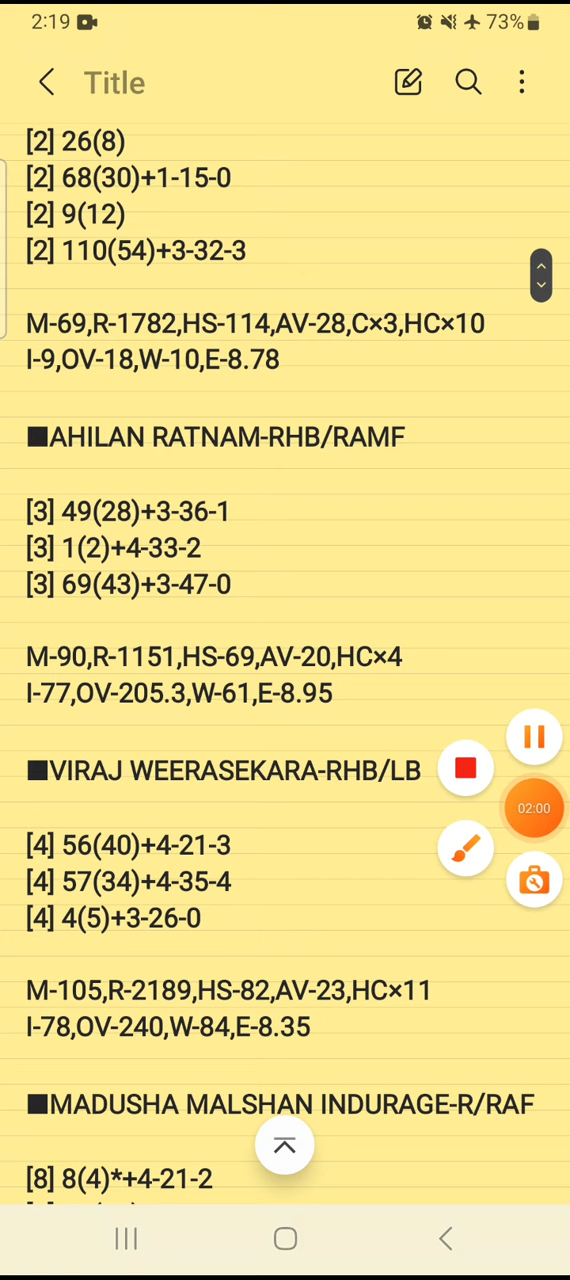 2:19
73%
Title
[2] 26(8)
[2] 68(30)+1-15-0
[2] 9(12)
[2] 110(54)+3-32-3
M-69,R-1782,HS-114,AV-28,C×3,HC×10
I-9,OV-18,W-10,E-8.78
■AHILAN RATNAM-RHB/RAMF
[3] 49(28)+3-36-1
[3] 1(2)+4-33-2
[3] 69(43)+3-47-0
M-90,R-1151,HS-69,AV-20,HC×4
I-77,OV-205.3,W-61,E-8.95
■VIRAJ WEERASEKARA-RHB/LB
02:00
[4] 56(40)+4-21-3
[4] 57(34)+4-35-4
[4] 4(5)+3-26-0
M-105,R-2189,HS-82,AV-23,HC×11
I-78,OV-240,W-84,E-8.35
■MADUSHA MALSHAN INDURAGE-R/RAF
[8] 8(4)*+4-21-2